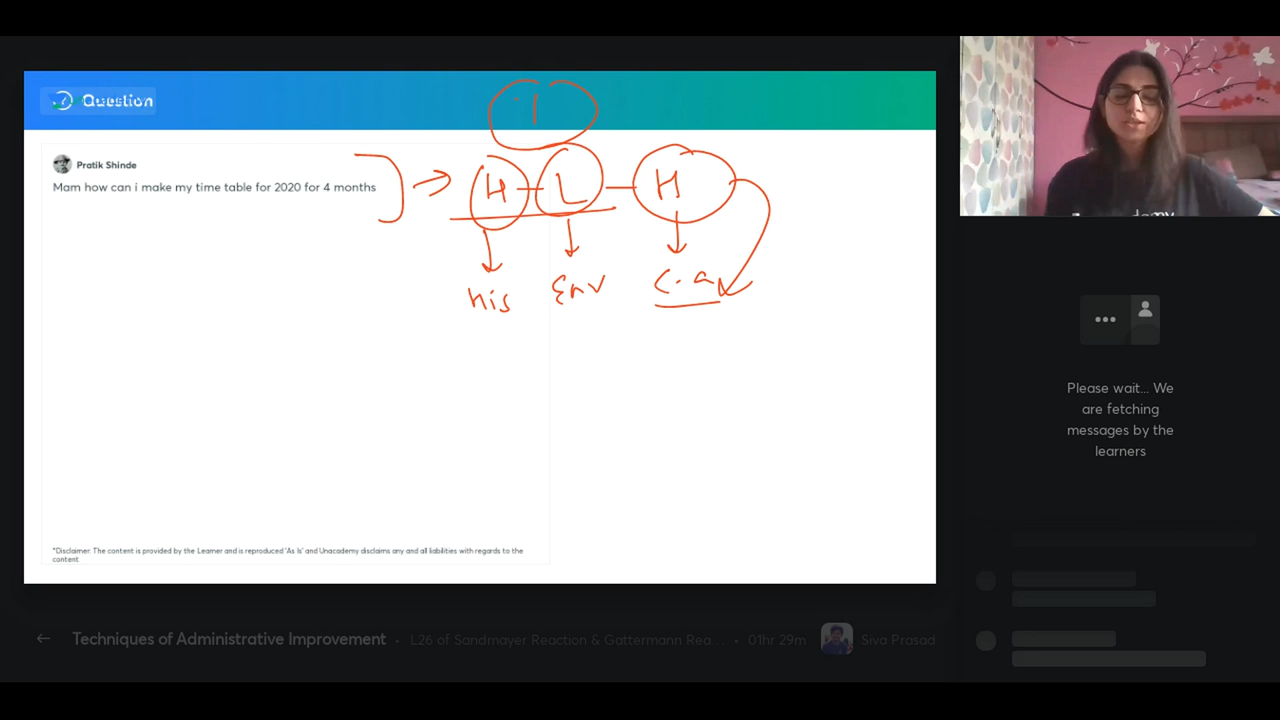 Question
Pratik Shinde
Mam how can i make my time table for 2020 for 4 months
1
H - L - H
his Env C.a
*Disclaimer: The content is provided by the Learner and is reproduced 'As Is' and Unacademy disclaims any and all liabilities with regards to the
content
Please wait... We
are fetching
messages by the
learners
Techniques of Administrative Improvement • L26 of Sandmayer Reaction & Gattermann Rea... • 01hr 29m Siva Prasad